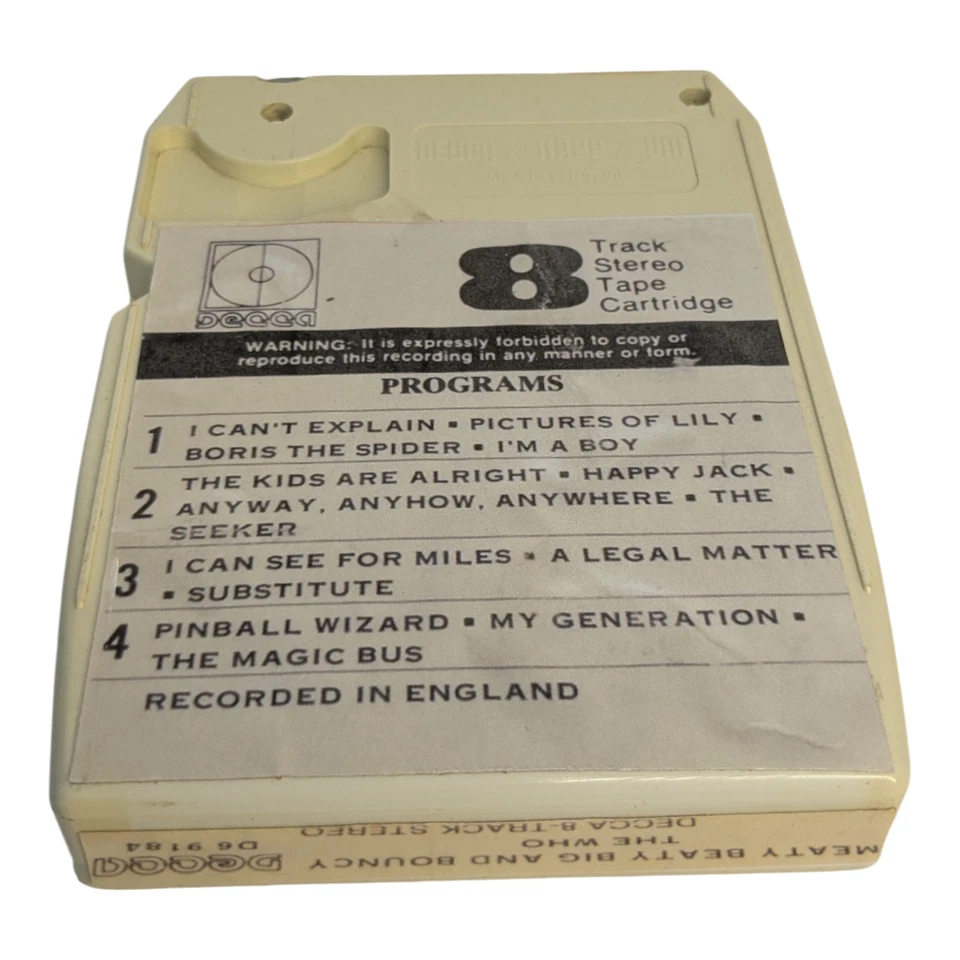 DECCA / KAPP / UNI
DECCA
8 Track
Stereo
Tape
Cartridge
WARNING: It is expressly forbidden to copy or
reproduce this recording in any manner or form.
PROGRAMS
1 I CAN'T EXPLAIN ▪ PICTURES OF LILY ▪
BORIS THE SPIDER ▪ I'M A BOY
2 THE KIDS ARE ALRIGHT ▪ HAPPY JACK ▪
ANYWAY, ANYHOW, ANYWHERE ▪ THE
SEEKER
3 I CAN SEE FOR MILES ▪ A LEGAL MATTER
▪ SUBSTITUTE
4 PINBALL WIZARD ▪ MY GENERATION ▪
THE MAGIC BUS
RECORDED IN ENGLAND
MEATY BEATY BIG AND BOUNCY
THE WHO
DECCA 8-TRACK STEREO
DECCA
D6 9184